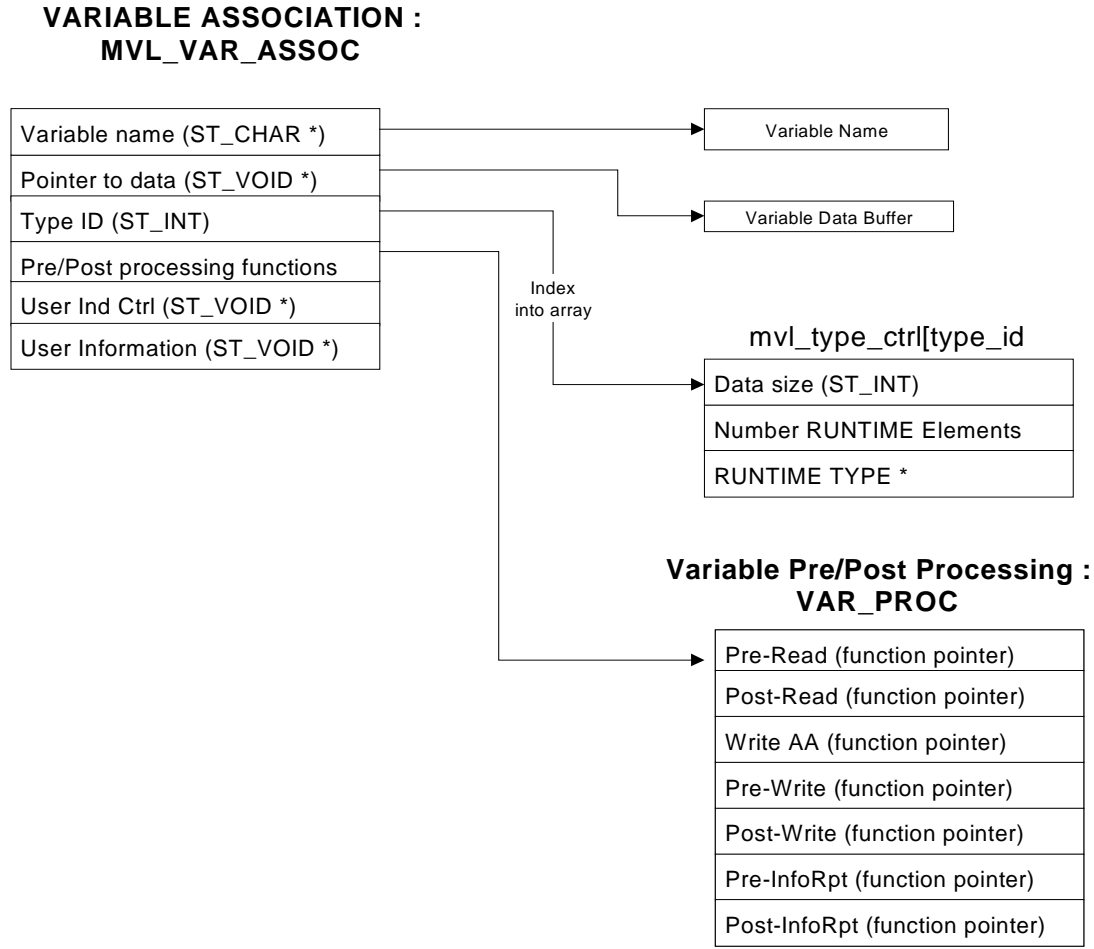 VARIABLE ASSOCIATION :
MVL_VAR_ASSOC
Variable name (ST_CHAR *)
Pointer to data (ST_VOID *)
Type ID (ST_INT)
Pre/Post processing functions
User Ind Ctrl (ST_VOID *)
User Information (ST_VOID *)
Variable Name
Variable Data Buffer
Index
into array
mvl_type_ctrl[type_id
Data size (ST_INT)
Number RUNTIME Elements
RUNTIME TYPE *
Variable Pre/Post Processing :
VAR_PROC
Pre-Read (function pointer)
Post-Read (function pointer)
Write AA (function pointer)
Pre-Write (function pointer)
Post-Write (function pointer)
Pre-InfoRpt (function pointer)
Post-InfoRpt (function pointer)